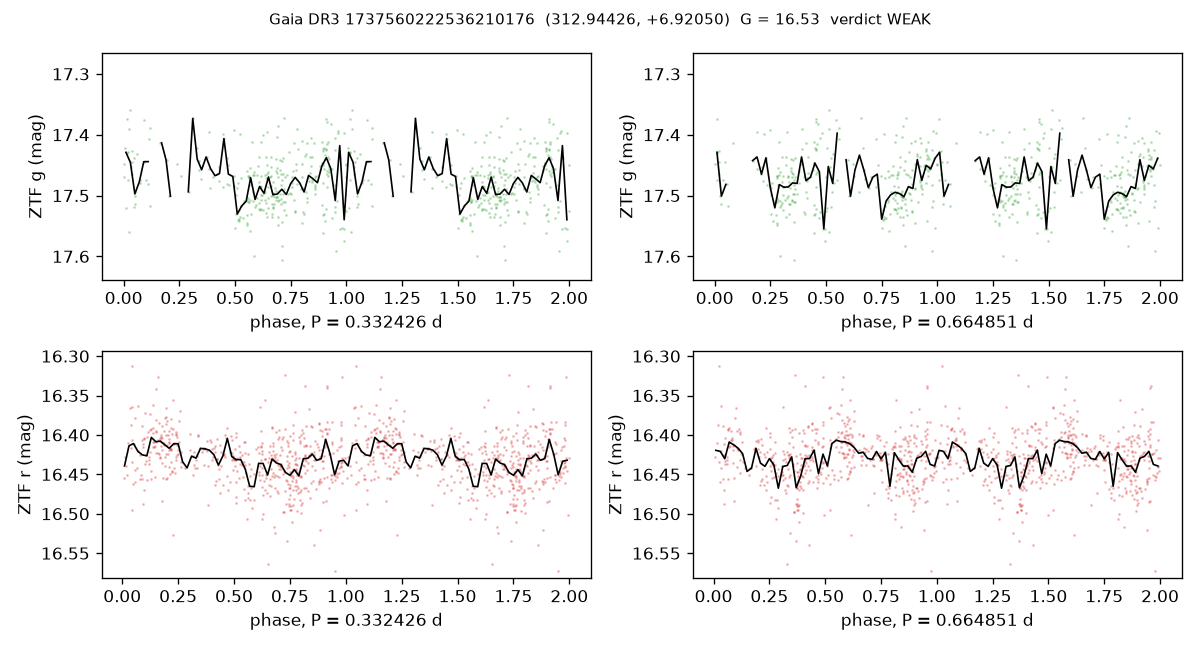 Gaia DR3 1737560222536210176  (312.94426, +6.92050)  G = 16.53  verdict WEAK
ZTF g (mag)
17.3
17.4
17.5
17.6
0.00 0.25 0.50 0.75 1.00 1.25 1.50 1.75 2.00
phase, P = 0.332426 d
ZTF g (mag)
17.3
17.4
17.5
17.6
0.00 0.25 0.50 0.75 1.00 1.25 1.50 1.75 2.00
phase, P = 0.664851 d
ZTF r (mag)
16.30
16.35
16.40
16.45
16.50
16.55
0.00 0.25 0.50 0.75 1.00 1.25 1.50 1.75 2.00
phase, P = 0.332426 d
ZTF r (mag)
16.30
16.35
16.40
16.45
16.50
16.55
0.00 0.25 0.50 0.75 1.00 1.25 1.50 1.75 2.00
phase, P = 0.664851 d